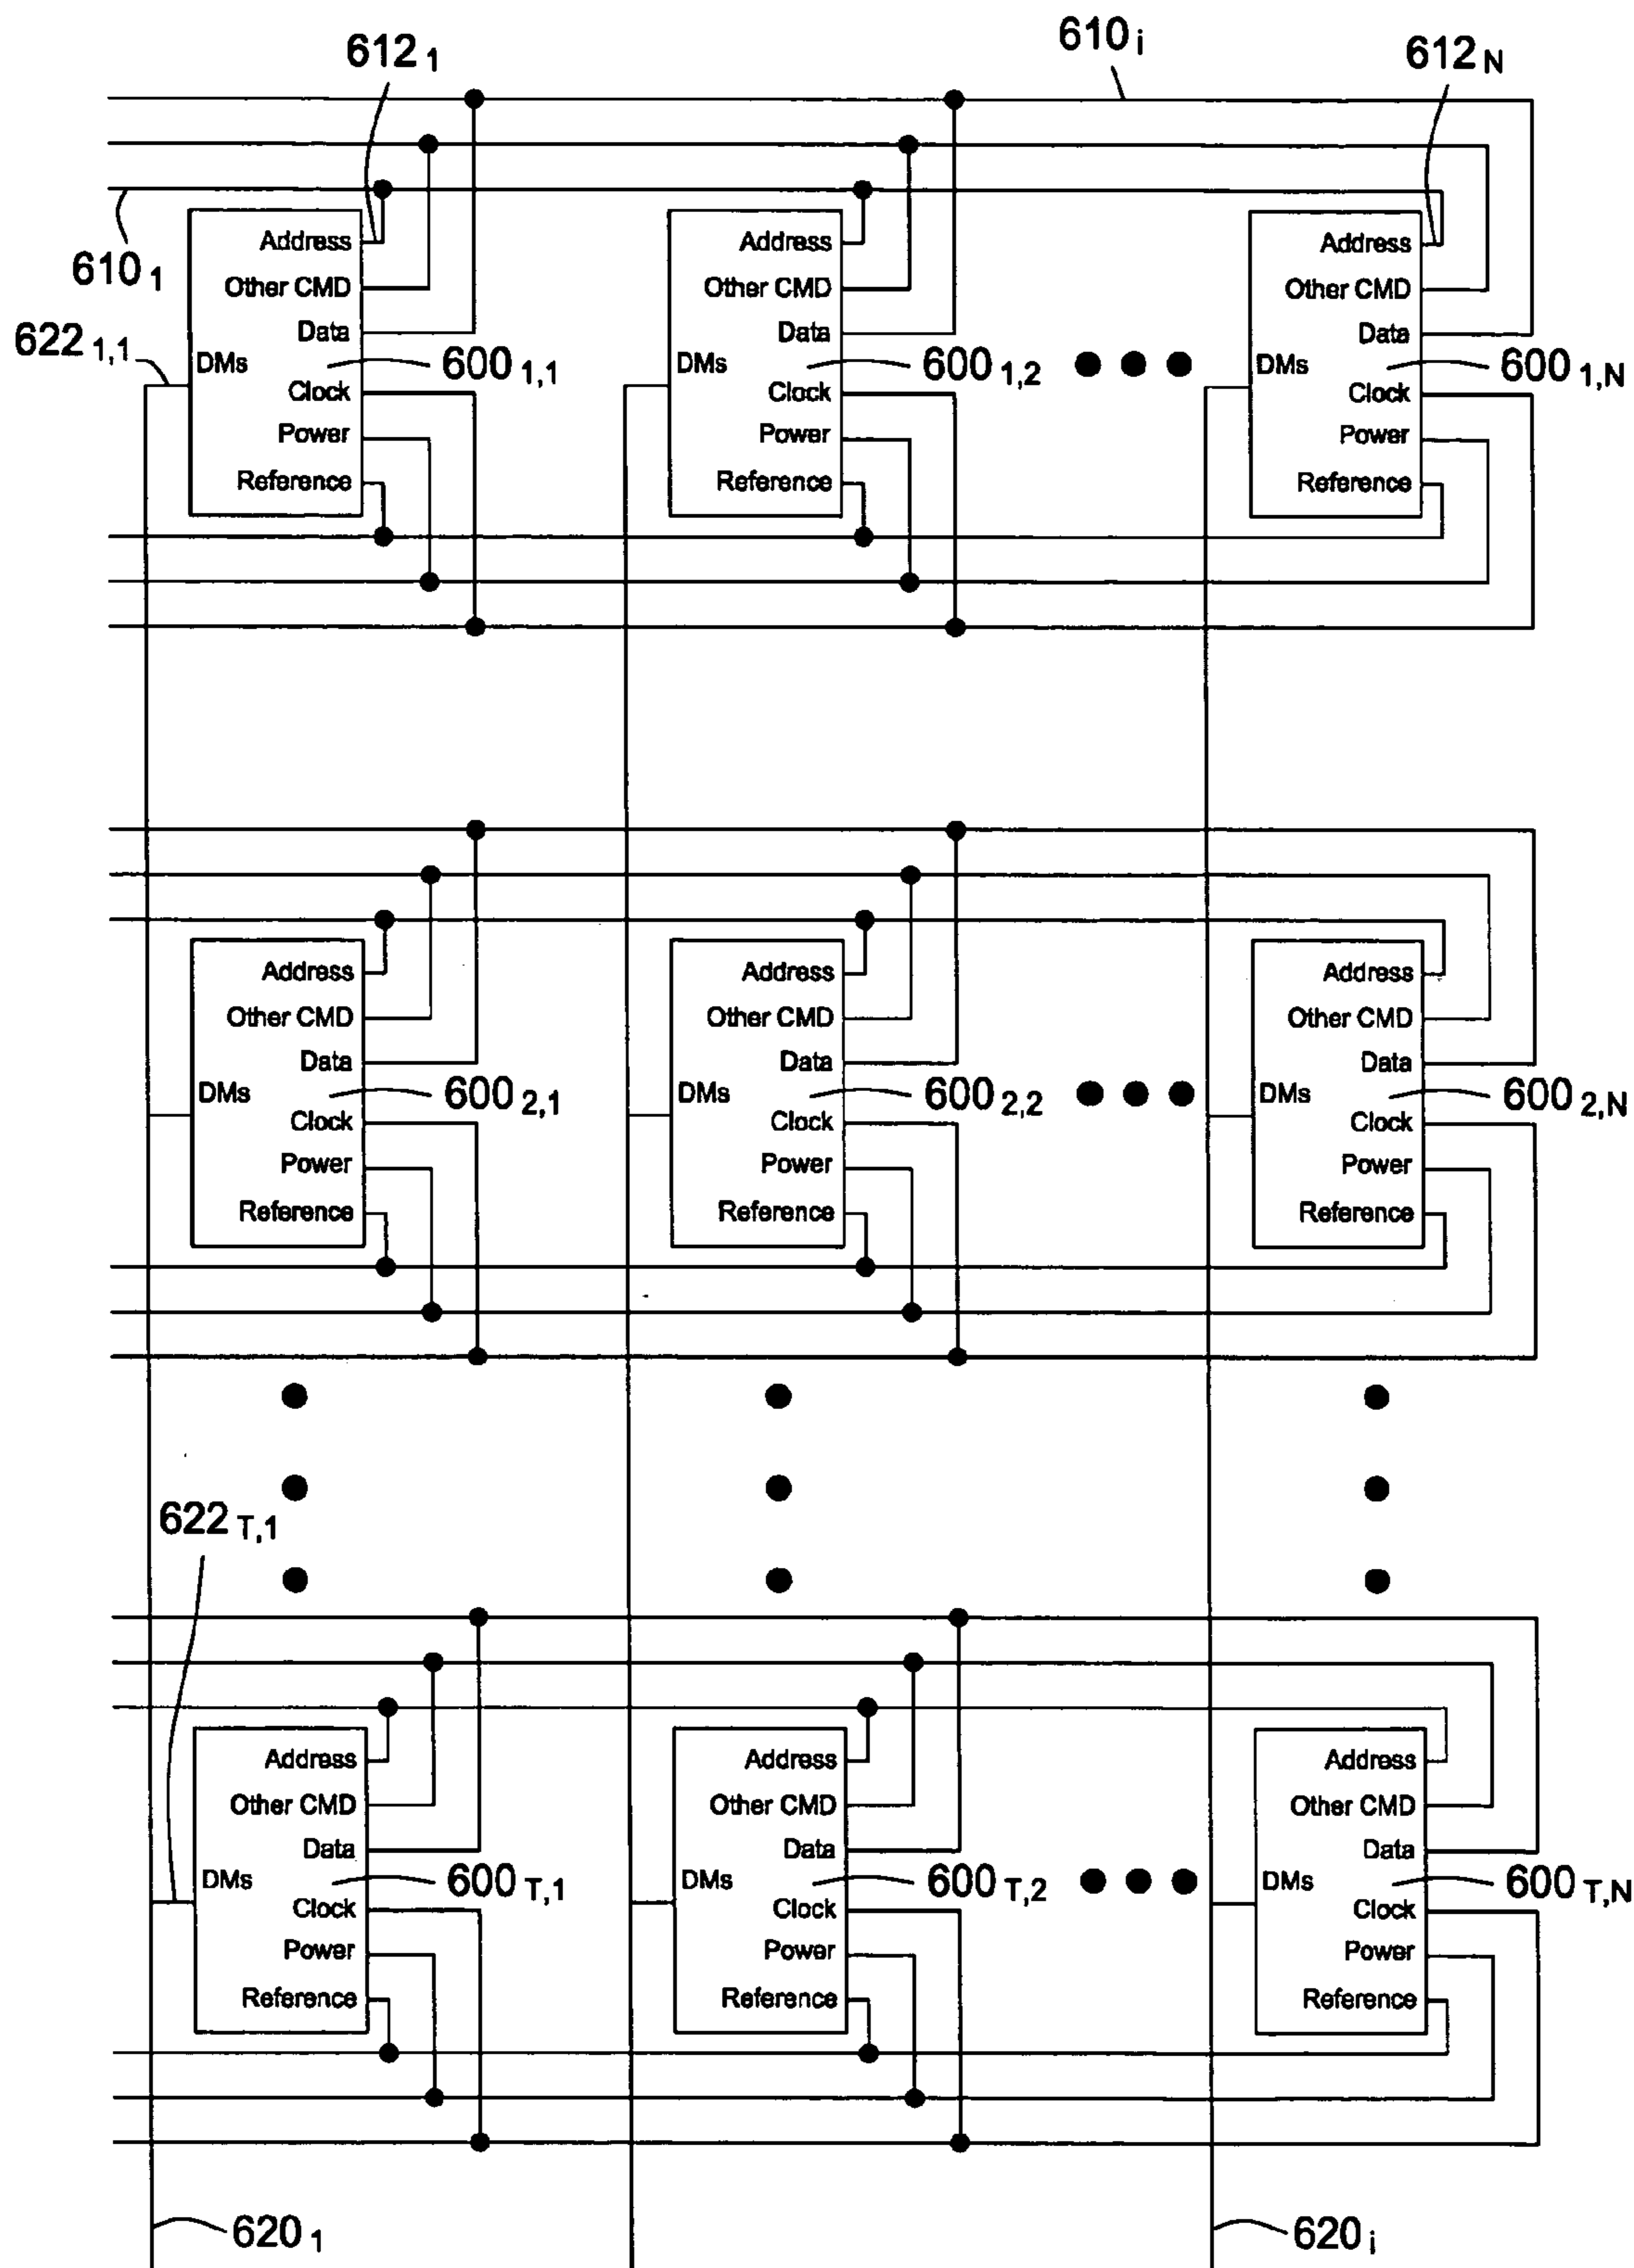 612 1
610 i
612 N
610 1
622 1,1
Address
Other CMD
Data
DMs
600 1,1
Clock
Power
Reference
Address
Other CMD
Data
DMs
600 1,2
Clock
Power
Reference
Address
Other CMD
Data
DMs
600 1,N
Clock
Power
Reference
Address
Other CMD
Data
DMs
600 2,1
Clock
Power
Reference
Address
Other CMD
Data
DMs
600 2,2
Clock
Power
Reference
Address
Other CMD
Data
DMs
600 2,N
Clock
Power
Reference
622 T,1
Address
Other CMD
Data
DMs
600 T,1
Clock
Power
Reference
Address
Other CMD
Data
DMs
600 T,2
Clock
Power
Reference
Address
Other CMD
Data
DMs
600 T,N
Clock
Power
Reference
620 1
620 i